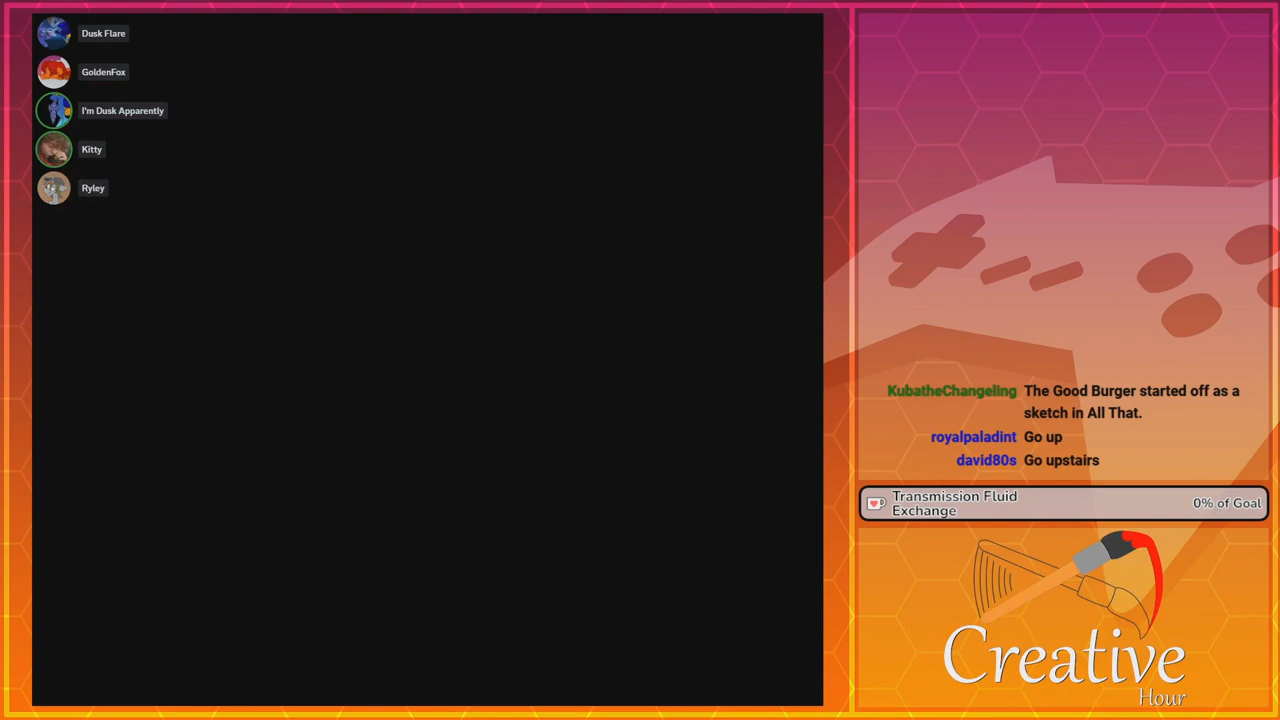 Dusk Flare
GoldenFox
I'm Dusk Apparently
Kitty
Ryley
KubatheChangeling The Good Burger started off as a
sketch in All That.
royalpaladint Go up
david80s Go upstairs
Transmission Fluid
Exchange
0% of Goal
Creative
Hour